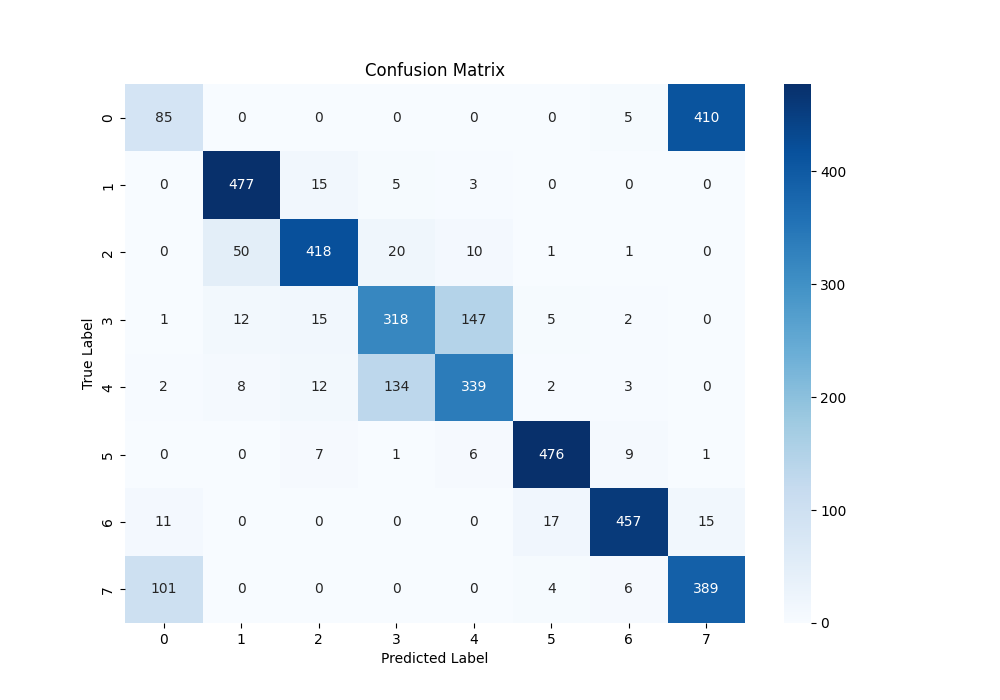 Confusion Matrix
0 85 0 0 0 0 0 5 410
1 0 477 15 5 3 0 0 0
2 0 50 418 20 10 1 1 0
3 1 12 15 318 147 5 2 0
4 2 8 12 134 339 2 3 0
5 0 0 7 1 6 476 9 1
6 11 0 0 0 0 17 457 15
7 101 0 0 0 0 4 6 389
0 1 2 3 4 5 6 7
Predicted Label
True Label
400
300
200
100
0